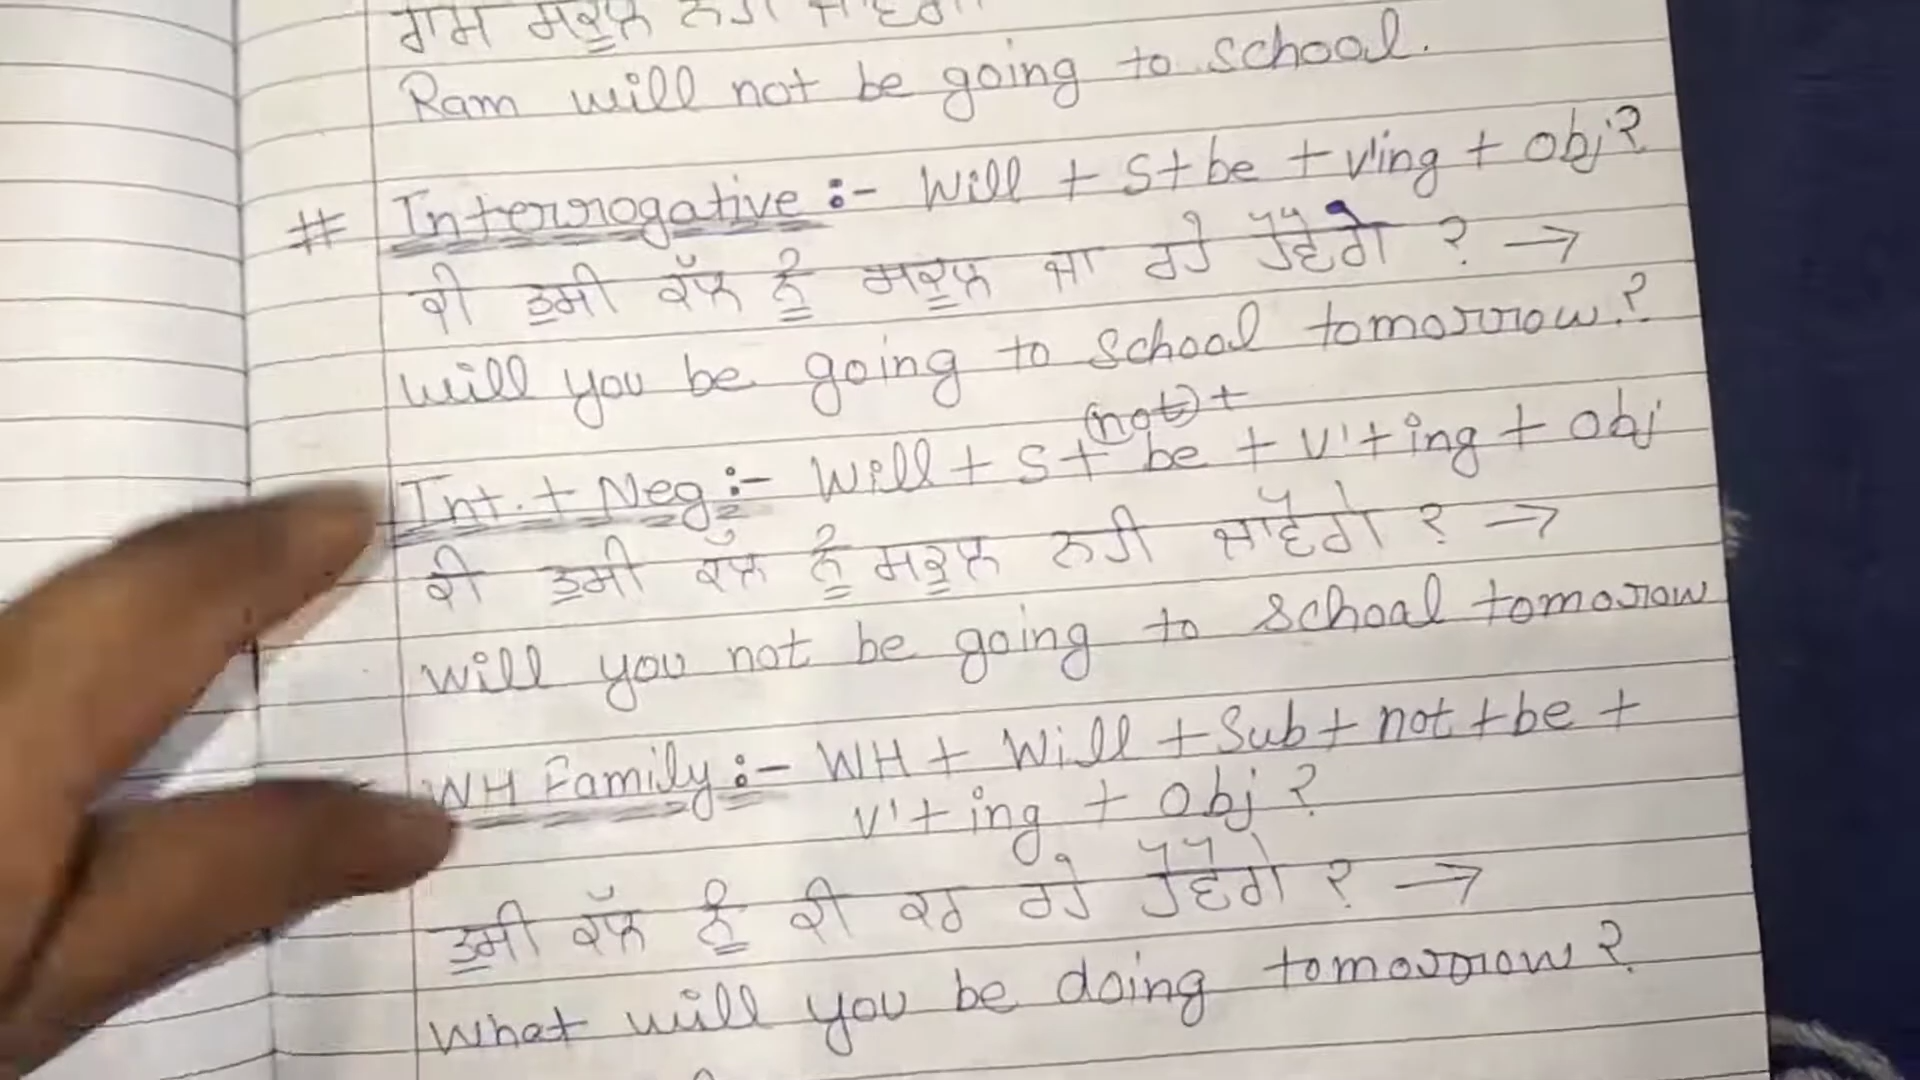 ਰਾਮ ਸਕੂਲ ਨਹੀ
Ram will not be going to school.
# Interrogative :- Will + S + be + v'ing + obj?
ਕੀ ਤੁਸੀ ਕੱਲ ਨੂੰ ਸਕੂਲ ਜਾ ਰਹੇ ਹੋਵੋਗੇ ? →
will you be going to school tomorrow?
(not) +
Int. + Neg :- Will + S + be + V' + ing + obj
ਕੀ ਤੁਸੀ ਕੱਲ ਨੂੰ ਸਕੂਲ ਨਹੀ ਜਾਵੋਗੇ ? →
will you not be going to school tomorrow
WH Family :- WH + Will + Sub + not + be +
V' + ing + Obj ?
ਤੁਸੀ ਕੱਲ ਨੂੰ ਕੀ ਕਰ ਰਹੇ ਹੋਵੋਗੇ ? →
What will you be doing tomorrow?